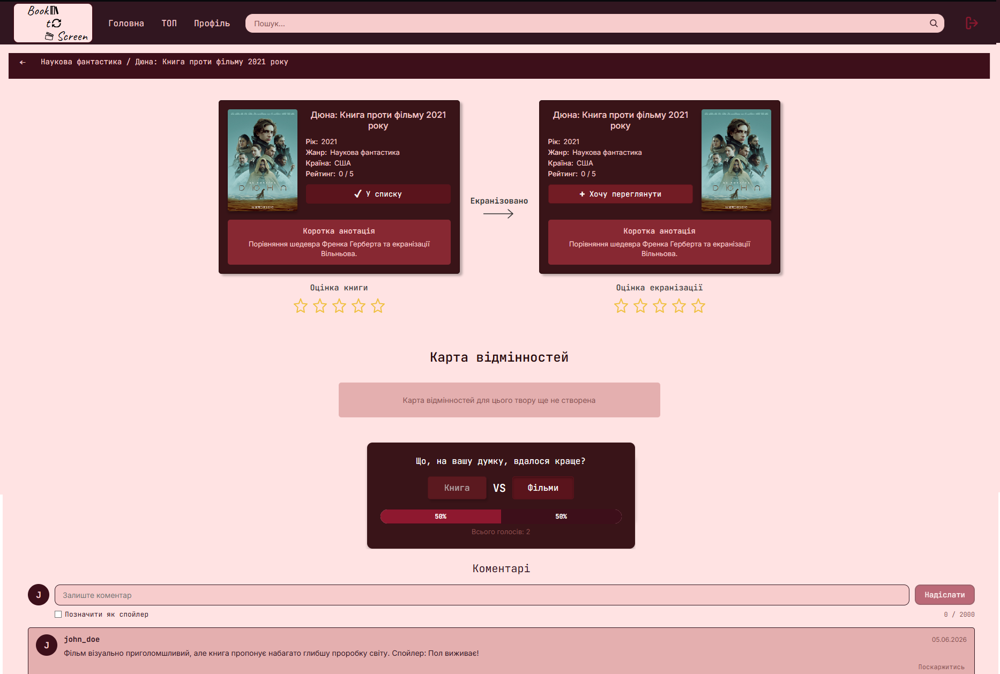 Book
to
Screen
Головна
ТОП
Профіль
Пошук...
← Наукова фантастика / Дюна: Книга проти фільму 2021 року
Дюна: Книга проти фільму 2021
року
Рік: 2021
Жанр: Наукова фантастика
Країна: США
Рейтинг: 0 / 5
✓ У списку
ДЮНА
Коротка анотація
Порівняння шедевра Френка Герберта та екранізації
Вільньова.
Оцінка книги
Екранізовано
Дюна: Книга проти фільму 2021
року
Рік: 2021
Жанр: Наукова фантастика
Країна: США
Рейтинг: 0 / 5
+ Хочу переглянути
ДЮНА
Коротка анотація
Порівняння шедевра Френка Герберта та екранізації
Вільньова.
Оцінка екранізації
Карта відмінностей
Карта відмінностей для цього твору ще не створена
Що, на вашу думку, вдалося краще?
Книга VS Фільми
50% 50%
Всього голосів: 2
Коментарі
J
Залиште коментар
Надіслати
Позначити як спойлер
0 / 2000
J
john_doe
05.06.2026
Фільм візуально приголомшливий, але книга пропонує набагато глибшу проробку світу. Спойлер: Пол виживає!
Поскаржитись